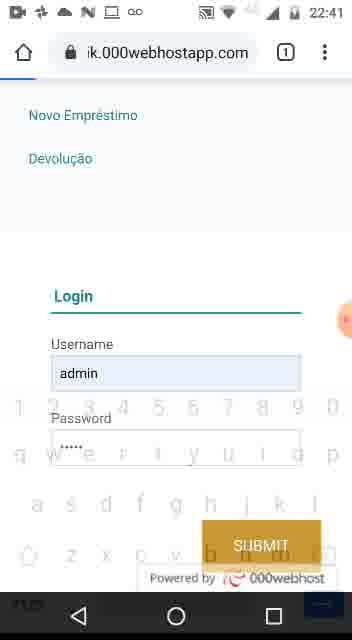 22:41
ik.000webhostapp.com
1
Novo Empréstimo
Devolução
Login
Username
admin
1 2 3 4 5 6 7 8 9 0
Password
q w e r t y u i o p
a s d f g h j k l
SUBMIT
z x c v b n m
Powered by 000webhost